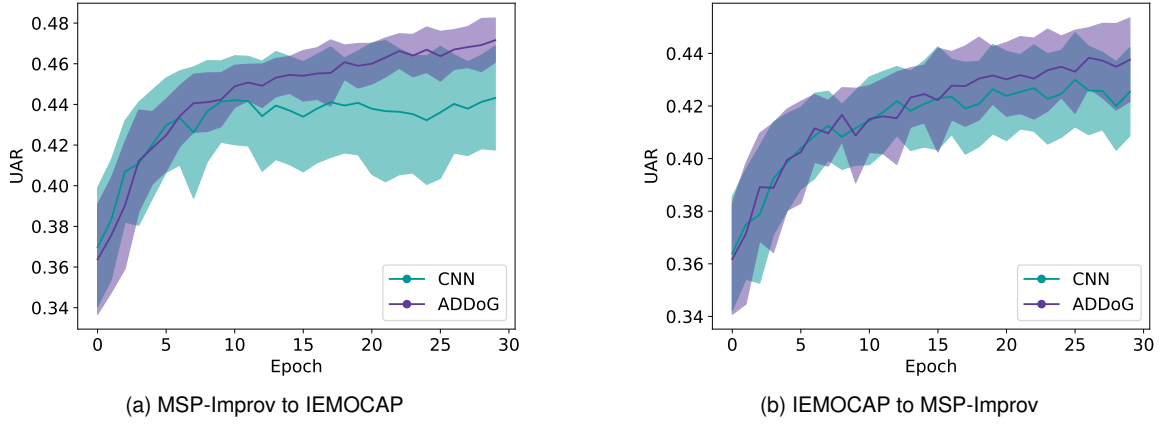 0.48
0.46
0.44
0.42
0.40
0.38
0.36
0.34
UAR
0 5 10 15 20 25 30
Epoch
CNN
ADDoG
(a) MSP-Improv to IEMOCAP
0.44
0.42
0.40
0.38
0.36
0.34
UAR
0 5 10 15 20 25 30
Epoch
CNN
ADDoG
(b) IEMOCAP to MSP-Improv